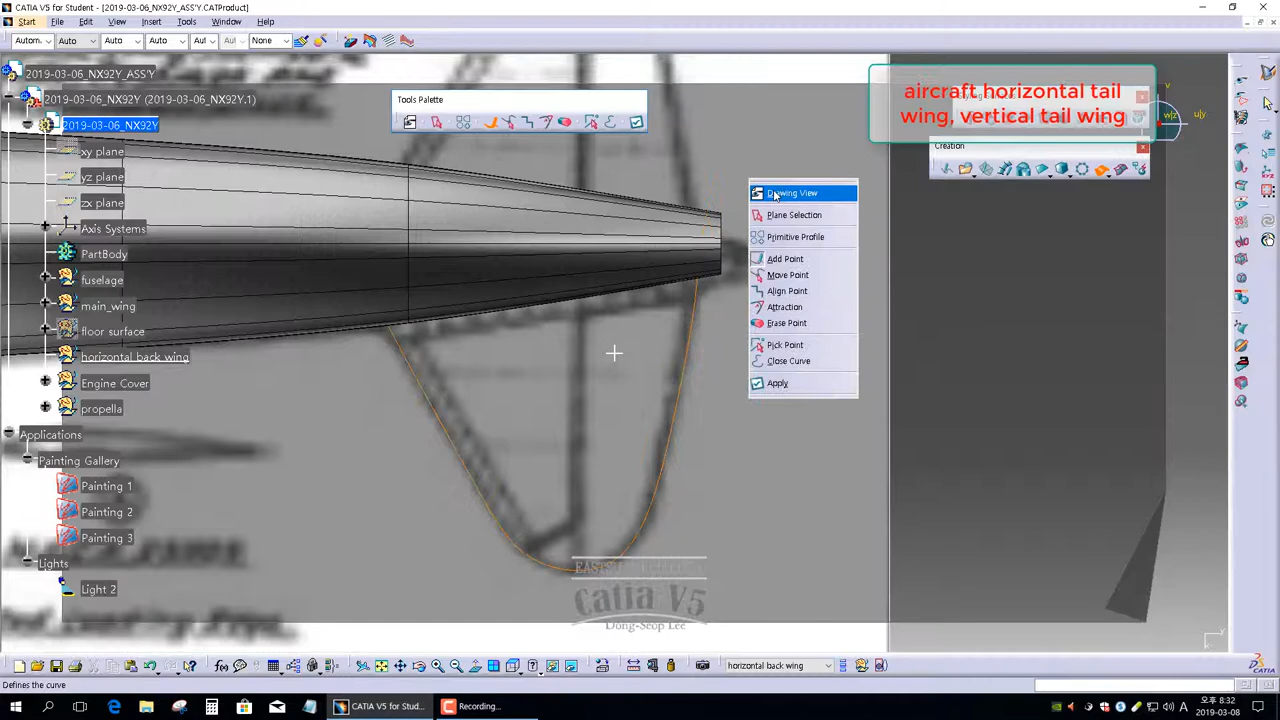 CATIA V5 for Student - [2019-03-06_NX92Y_ASS'Y.CATProduct]
Start File Edit View Insert Tools Window Help
Autom. Auto Auto Auto Aut Aut None
2019-03-06_NX92Y_ASS'Y
2019-03-06_NX92Y (2019-03-06_NX92Y.1)
2019-03-06_NX92Y
xy plane
yz plane
zx plane
Axis Systems
PartBody
fuselage
main_wing
floor surface
horizontal back wing
Engine Cover
propella
Applications
Painting Gallery
Painting 1
Painting 2
Painting 3
Lights
Light 2
Tools Palette
aircraft horizontal tail
wing, vertical tail wing
Creation
v
w|z
u|y
Drawing View
Plane Selection
Primitive Profile
Add Point
Move Point
Align Point
Attraction
Erase Point
Pick Point
Close Curve
Apply
Catia V5
Dong-Seop Lee
horizontal back wing
Defines the curve
CATIA V5 for Stud...
Recording...
A
오후 8:32
2019-03-08